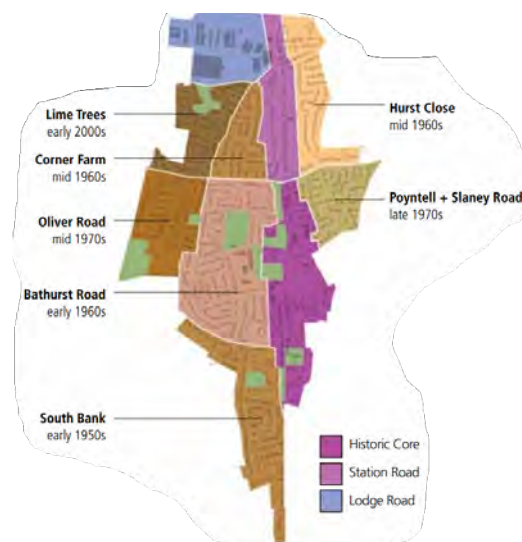 Lime Trees
early 2000s
Corner Farm
mid 1960s
Oliver Road
mid 1970s
Bathurst Road
early 1960s
South Bank
early 1950s
Hurst Close
mid 1960s
Poyntell + Slaney Road
late 1970s
Historic Core
Station Road
Lodge Road